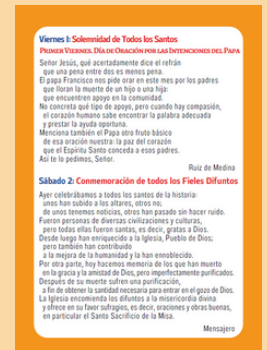 Viernes 1: Solemnidad de Todos los Santos
PRIMER VIERNES. DÍA DE ORACIÓN POR LAS INTENCIONES DEL PAPA
Señor Jesús, qué acertadamente dice el refrán
que una pena entre dos es menos pena.
El papa Francisco nos pide orar en este mes por los padres
que lloran la muerte de un hijo o una hija:
que encuentren apoyo en la comunidad.
No concreta qué tipo de apoyo, pero cuando hay compasión,
el corazón humano sabe encontrar la palabra adecuada
y prestar la ayuda oportuna.
Menciona también el Papa otro fruto básico
de esa oración nuestra: la paz del corazón
que el Espíritu Santo conceda a esos padres.
Así te lo pedimos, Señor.
Ruiz de Medina
Sábado 2: Conmemoración de todos los Fieles Difuntos
Ayer celebrábamos a todos los santos de la historia:
unos han subido a los altares, otros no;
de unos tenemos noticias, otros han pasado sin hacer ruido.
Fueron personas de diversas civilizaciones y culturas,
pero todas ellas fueron santas, es decir, gratas a Dios.
Desde luego han enriquecido a la Iglesia, Pueblo de Dios;
pero también han contribuido
a la mejora de la humanidad y la han ennoblecido.
Por otra parte, hoy hacemos memoria de los que han muerto
en la gracia y la amistad de Dios, pero imperfectamente purificados.
Después de su muerte sufren una purificación,
a fin de obtener la santidad necesaria para entrar en el gozo de Dios.
La Iglesia encomienda los difuntos a la misericordia divina
y ofrece en su favor sufragios, es decir, oraciones y obras buenas,
en particular el Santo Sacrificio de la Misa.
Mensajero